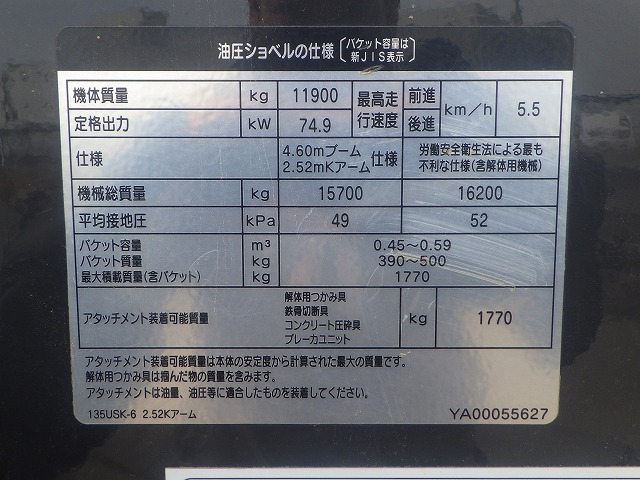 油圧ショベルの仕様 〔バケット容量は 新JIS表示〕
機体質量 kg 11900 最高走行速度 前進 後進 km/h 5.5
定格出力 kW 74.9
仕様 4.60mブーム 2.52mKアーム 仕様 労働安全衛生法による最も不利な仕様(含解体用機械)
機械総質量 kg 15700 16200
平均接地圧 kPa 49 52
バケット容量 m³ 0.45～0.59
バケット質量 kg 390～500
最大積載質量(含バケット) kg 1770
アタッチメント装着可能質量 解体用つかみ具 鉄骨切断具 コンクリート圧砕具 ブレーカユニット kg 1770
アタッチメント装着可能質量は本体の安定度から計算された最大の質量です。
解体用つかみ具は掴んだ物の質量を含みます。
アタッチメントは油量、油圧等に適合したものを装着してください。
135USK-6 2.52Kアーム YA00055627